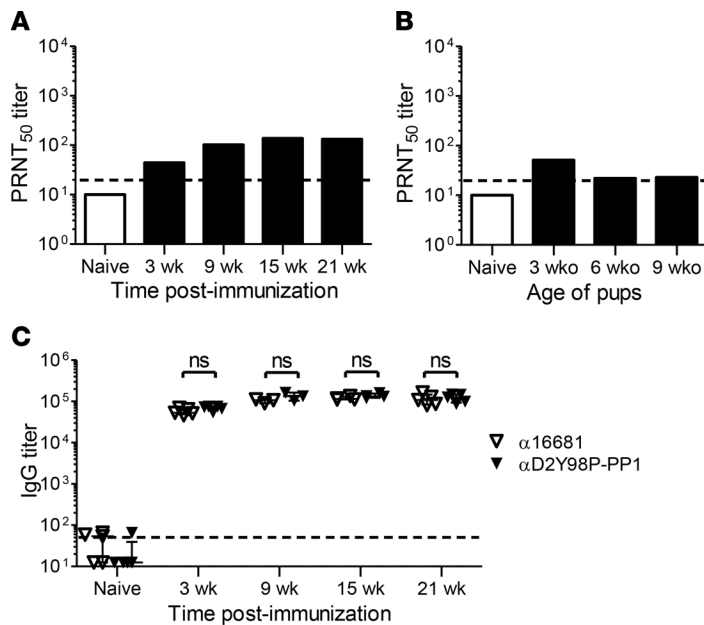 A
PRNT50 titer
10^4
10^3
10^2
10^1
10^0
Naive 3 wk 9 wk 15 wk 21 wk
Time post-immunization
B
PRNT50 titer
10^4
10^3
10^2
10^1
10^0
Naive 3 wko 6 wko 9 wko
Age of pups
C
IgG titer
10^6
10^5
10^4
10^2
10^1
ns ns ns ns
Naive 3 wk 9 wk 15 wk 21 wk
Time post-immunization
α16681
αD2Y98P-PP1